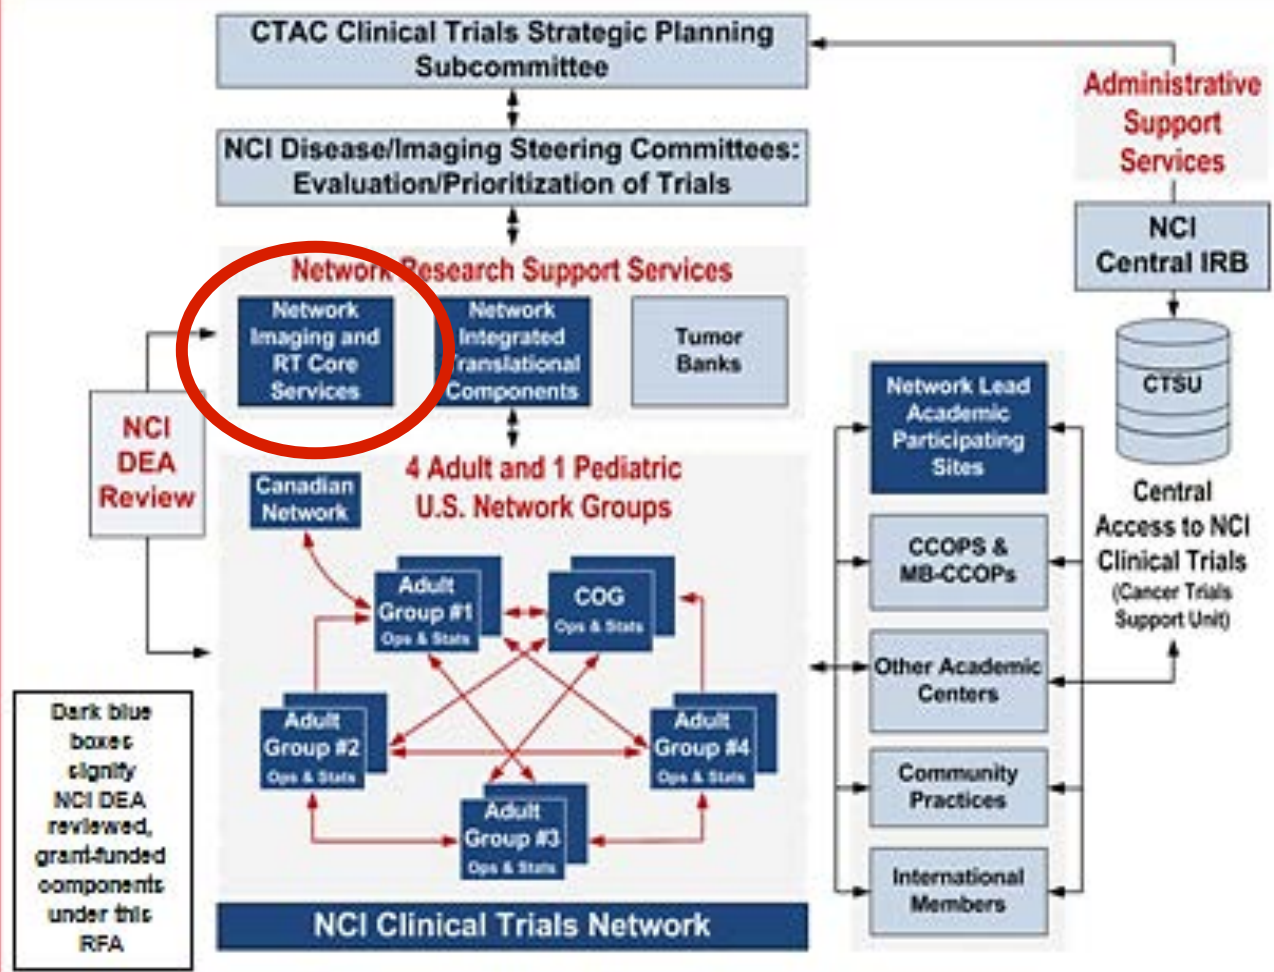 CTAC Clinical Trials Strategic Planning
Subcommittee
NCI Disease/Imaging Steering Committees:
Evaluation/Prioritization of Trials
Network Research Support Services
Network
Imaging and
RT Core
Services
Network
Integrated
Translational
Components
Tumor
Banks
NCI
DEA
Review
4 Adult and 1 Pediatric
U.S. Network Groups
Canadian
Network
Adult
Group #1
Ops & Stats
COG
Ops & Stats
Adult
Group #2
Ops & Stats
Adult
Group #4
Ops & Stats
Adult
Group #3
Ops & Stats
NCI Clinical Trials Network
Dark blue
boxes
signify
NCI DEA
reviewed,
grant-funded
components
under this
RFA
Network Lead
Academic
Participating
Sites
CCOPS &
MB-CCOPs
Other Academic
Centers
Community
Practices
International
Members
Administrative
Support
Services
NCI
Central IRB
CTSU
Central
Access to NCI
Clinical Trials
(Cancer Trials
Support Unit)